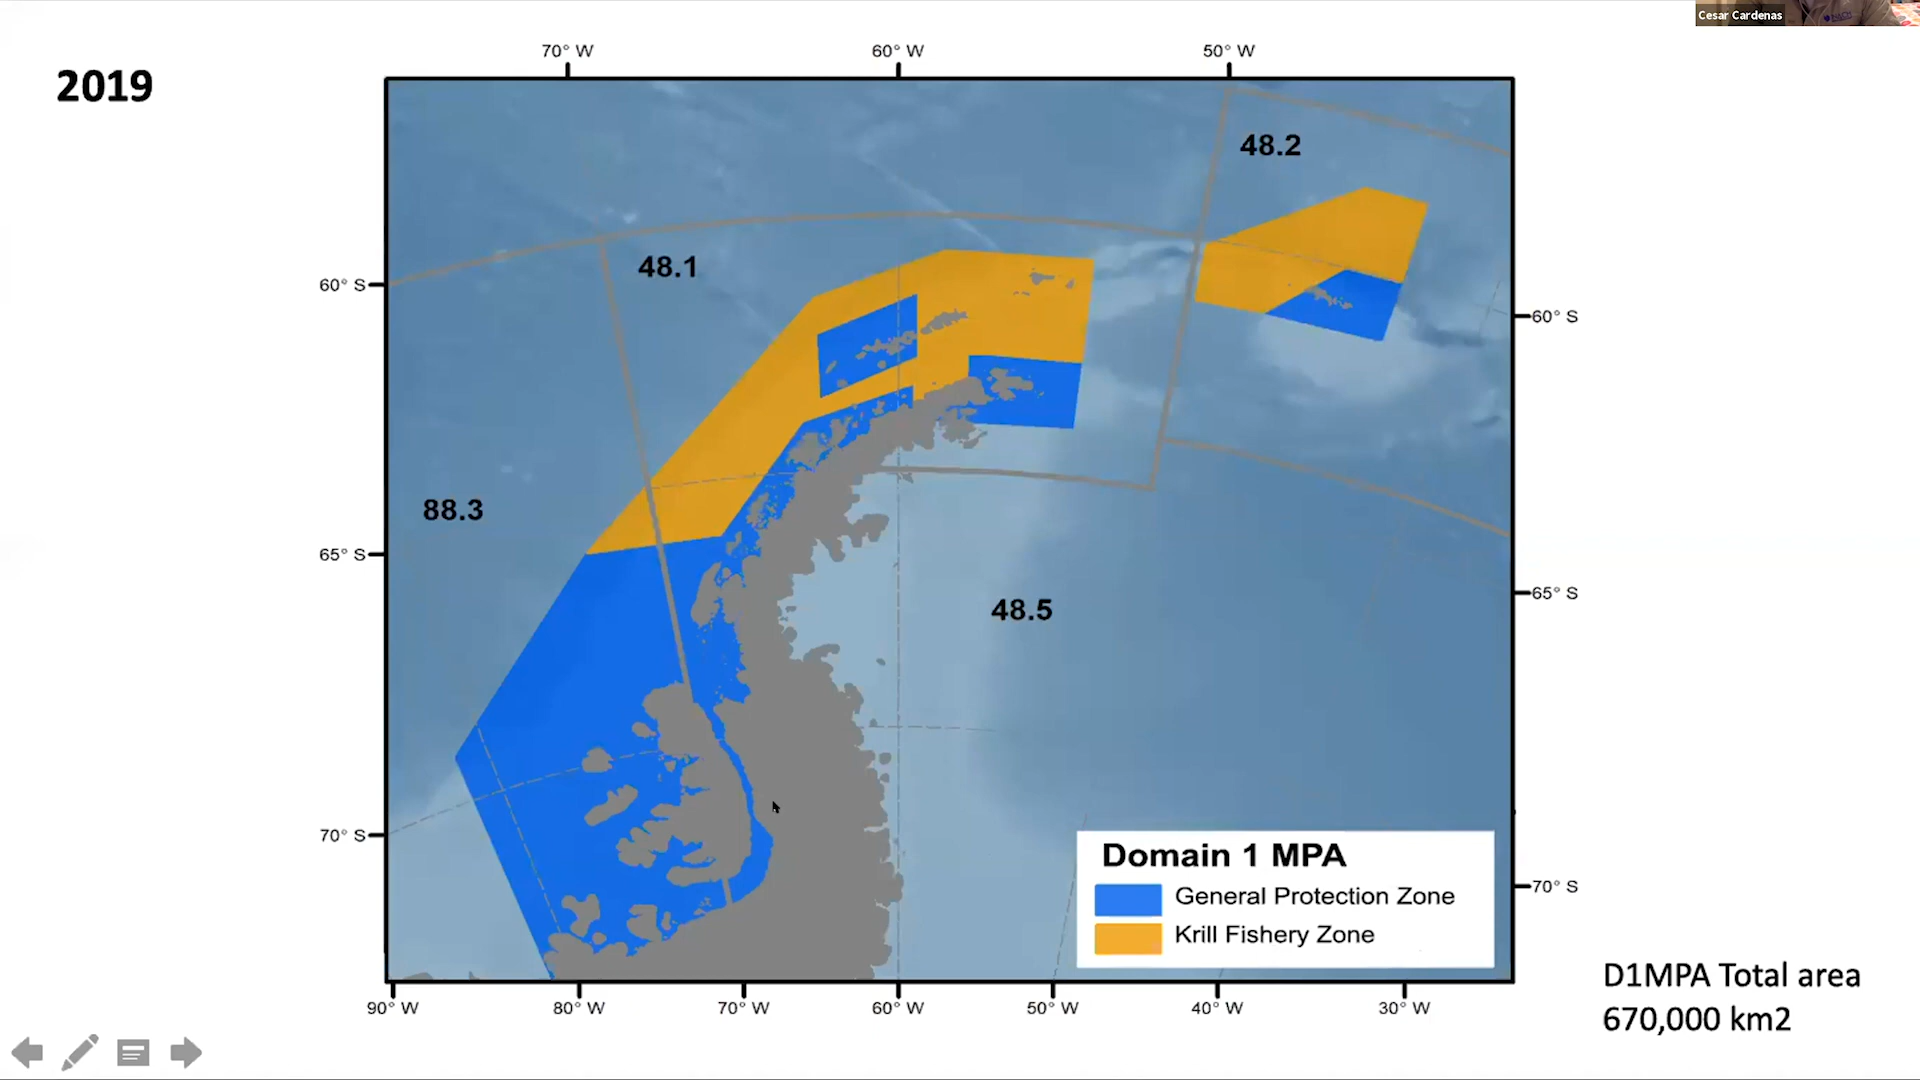 Cesar Cardenas
2019
70° W
60° W
50° W
48.2
48.1
60° S
60° S
88.3
65° S
65° S
48.5
70° S
70° S
Domain 1 MPA
General Protection Zone
Krill Fishery Zone
90° W
80° W
70° W
60° W
50° W
40° W
30° W
D1MPA Total area
670,000 km2